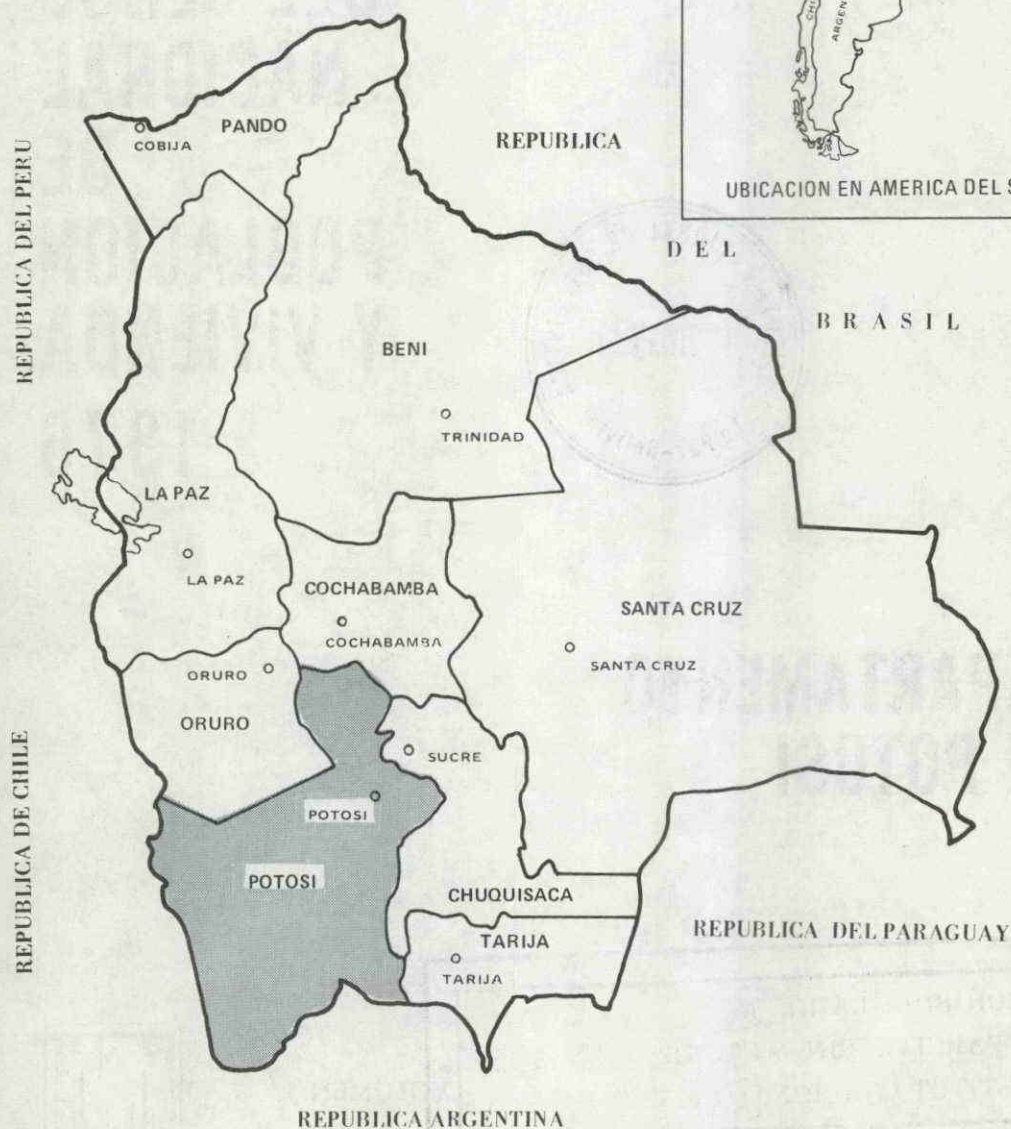 CHI
ARGEN
UBICACION EN AMERICA DEL S
PANDO
COBIJA
REPUBLICA
REPUBLICA DEL PERU
DEL
BRASIL
BENI
TRINIDAD
LA PAZ
LA PAZ
COCHABAMBA
COCHABAMBA
SANTA CRUZ
SANTA CRUZ
ORURO
ORURO
SUCRE
POTOSI
POTOSI
REPUBLICA DE CHILE
CHUQUISACA
TARIJA
TARIJA
REPUBLICA DEL PARAGUAY
REPUBLICA ARGENTINA